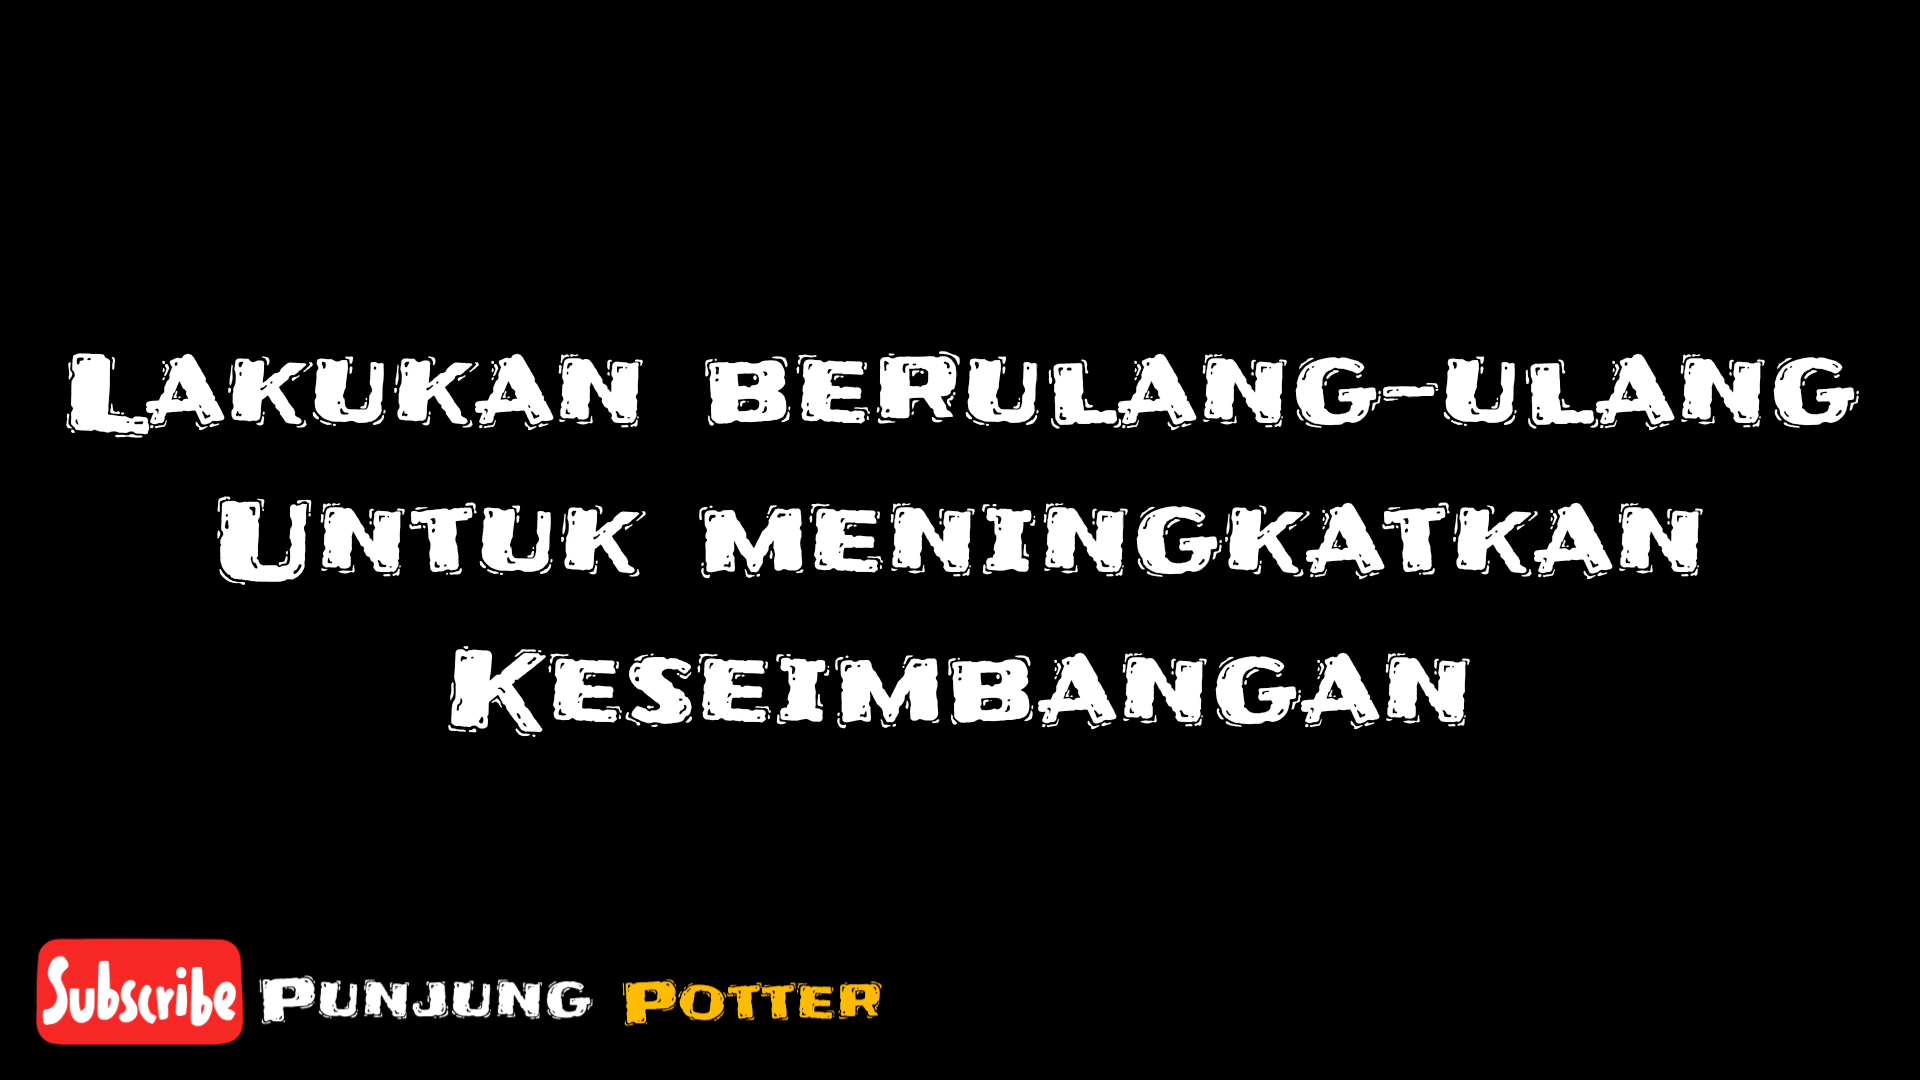 Lakukan berulang-ulang
Untuk meningkatkan
Keseimbangan
Subscribe Punjung Potter